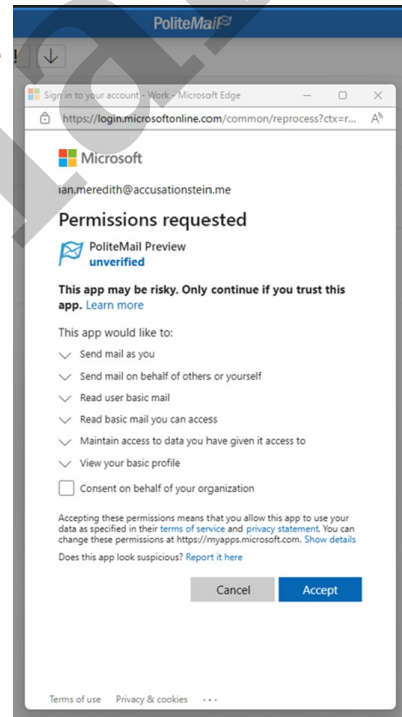 PoliteMail
!
Sign in to your account - Work - Microsoft Edge
https://login.microsoftonline.com/common/reprocess?ctx=r...
Microsoft
ian.meredith@accusationstein.me
Permissions requested
PoliteMail Preview
unverified
This app may be risky. Only continue if you trust this
app. Learn more
This app would like to:
Send mail as you
Send mail on behalf of others or yourself
Read user basic mail
Read basic mail you can access
Maintain access to data you have given it access to
View your basic profile
Consent on behalf of your organization
Accepting these permissions means that you allow this app to use your
data as specified in their terms of service and privacy statement. You can
change these permissions at https://myapps.microsoft.com. Show details
Does this app look suspicious? Report it here
Cancel Accept
Terms of use Privacy & cookies ...